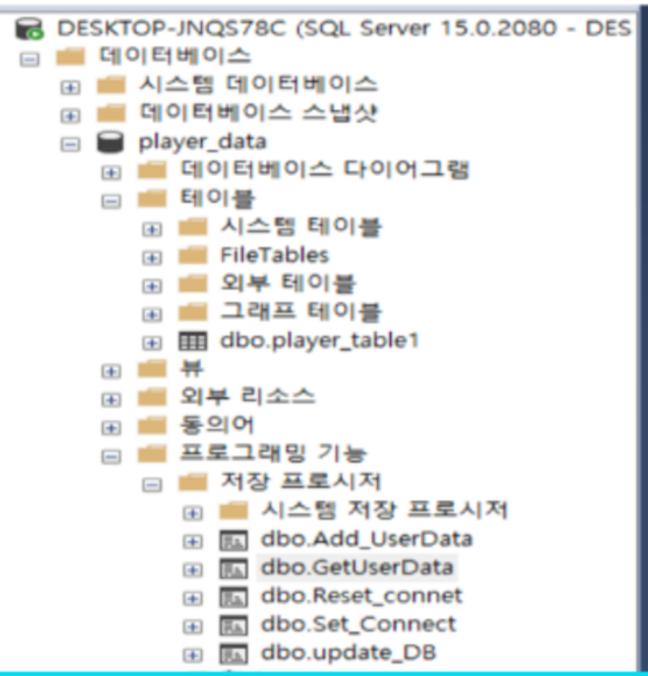 DESKTOP-JNQS78C (SQL Server 15.0.2080 - DES
데이터베이스
시스템 데이터베이스
데이터베이스 스냅샷
player_data
데이터베이스 다이어그램
테이블
시스템 테이블
FileTables
외부 테이블
그래프 테이블
dbo.player_table1
뷰
외부 리소스
동의어
프로그래밍 기능
저장 프로시저
시스템 저장 프로시저
dbo.Add_UserData
dbo.GetUserData
dbo.Reset_connet
dbo.Set_Connect
dbo.update_DB